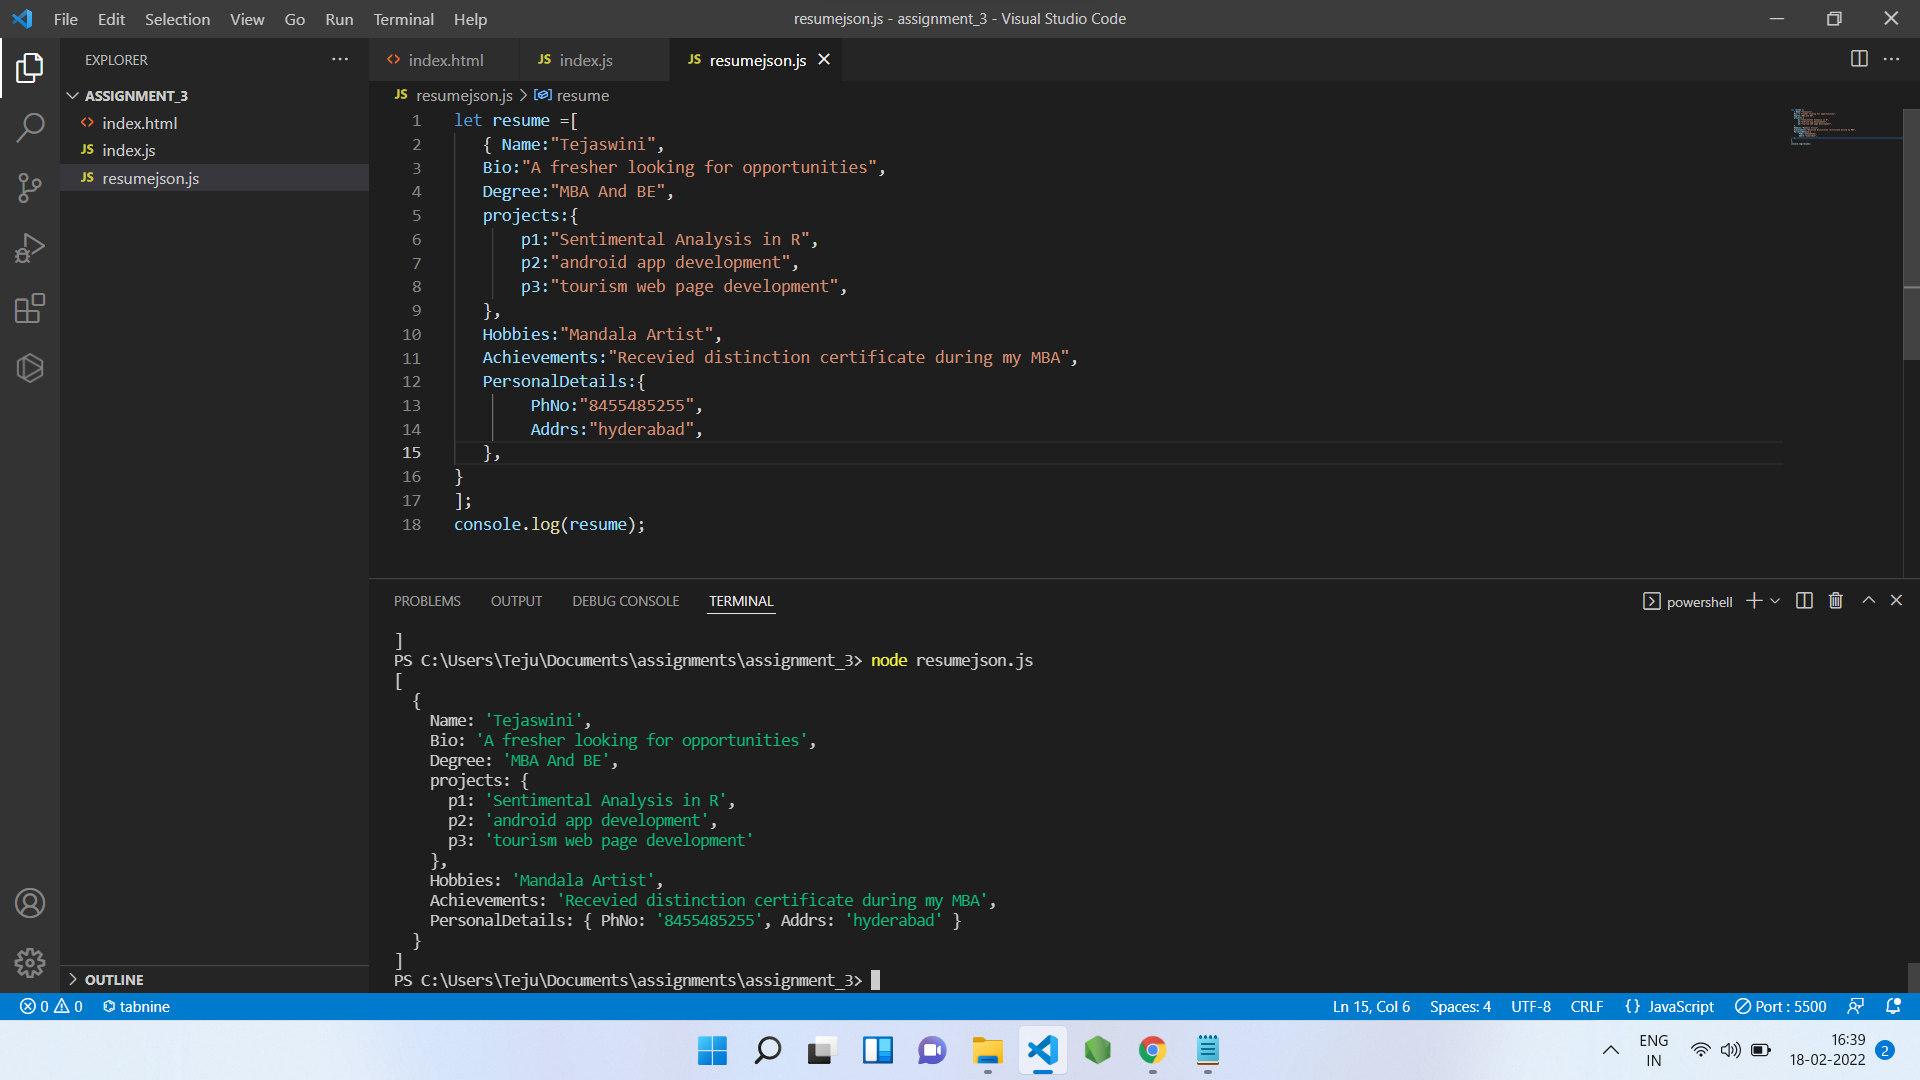 File Edit Selection View Go Run Terminal Help
resumejson.js - assignment_3 - Visual Studio Code
EXPLORER
ASSIGNMENT_3
index.html
JS index.js
JS resumejson.js
OUTLINE
index.html
JS index.js
JS resumejson.js
JS resumejson.js > resume
1 let resume =[
2 { Name:"Tejaswini",
3 Bio:"A fresher looking for opportunities",
4 Degree:"MBA And BE",
5 projects:{
6 p1:"Sentimental Analysis in R",
7 p2:"android app development",
8 p3:"tourism web page development",
9 },
10 Hobbies:"Mandala Artist",
11 Achievements:"Recevied distinction certificate during my MBA",
12 PersonalDetails:{
13 PhNo:"8455485255",
14 Addrs:"hyderabad",
15 },
16 }
17 ];
18 console.log(resume);
PROBLEMS OUTPUT DEBUG CONSOLE TERMINAL
powershell
]
PS C:\Users\Teju\Documents\assignments\assignment_3> node resumejson.js
[
{
Name: 'Tejaswini',
Bio: 'A fresher looking for opportunities',
Degree: 'MBA And BE',
projects: {
p1: 'Sentimental Analysis in R',
p2: 'android app development',
p3: 'tourism web page development'
},
Hobbies: 'Mandala Artist',
Achievements: 'Recevied distinction certificate during my MBA',
PersonalDetails: { PhNo: '8455485255', Addrs: 'hyderabad' }
}
]
PS C:\Users\Teju\Documents\assignments\assignment_3>
0 0 tabnine
Ln 15, Col 6 Spaces: 4 UTF-8 CRLF {} JavaScript Port : 5500
ENG
IN
16:39
18-02-2022
2